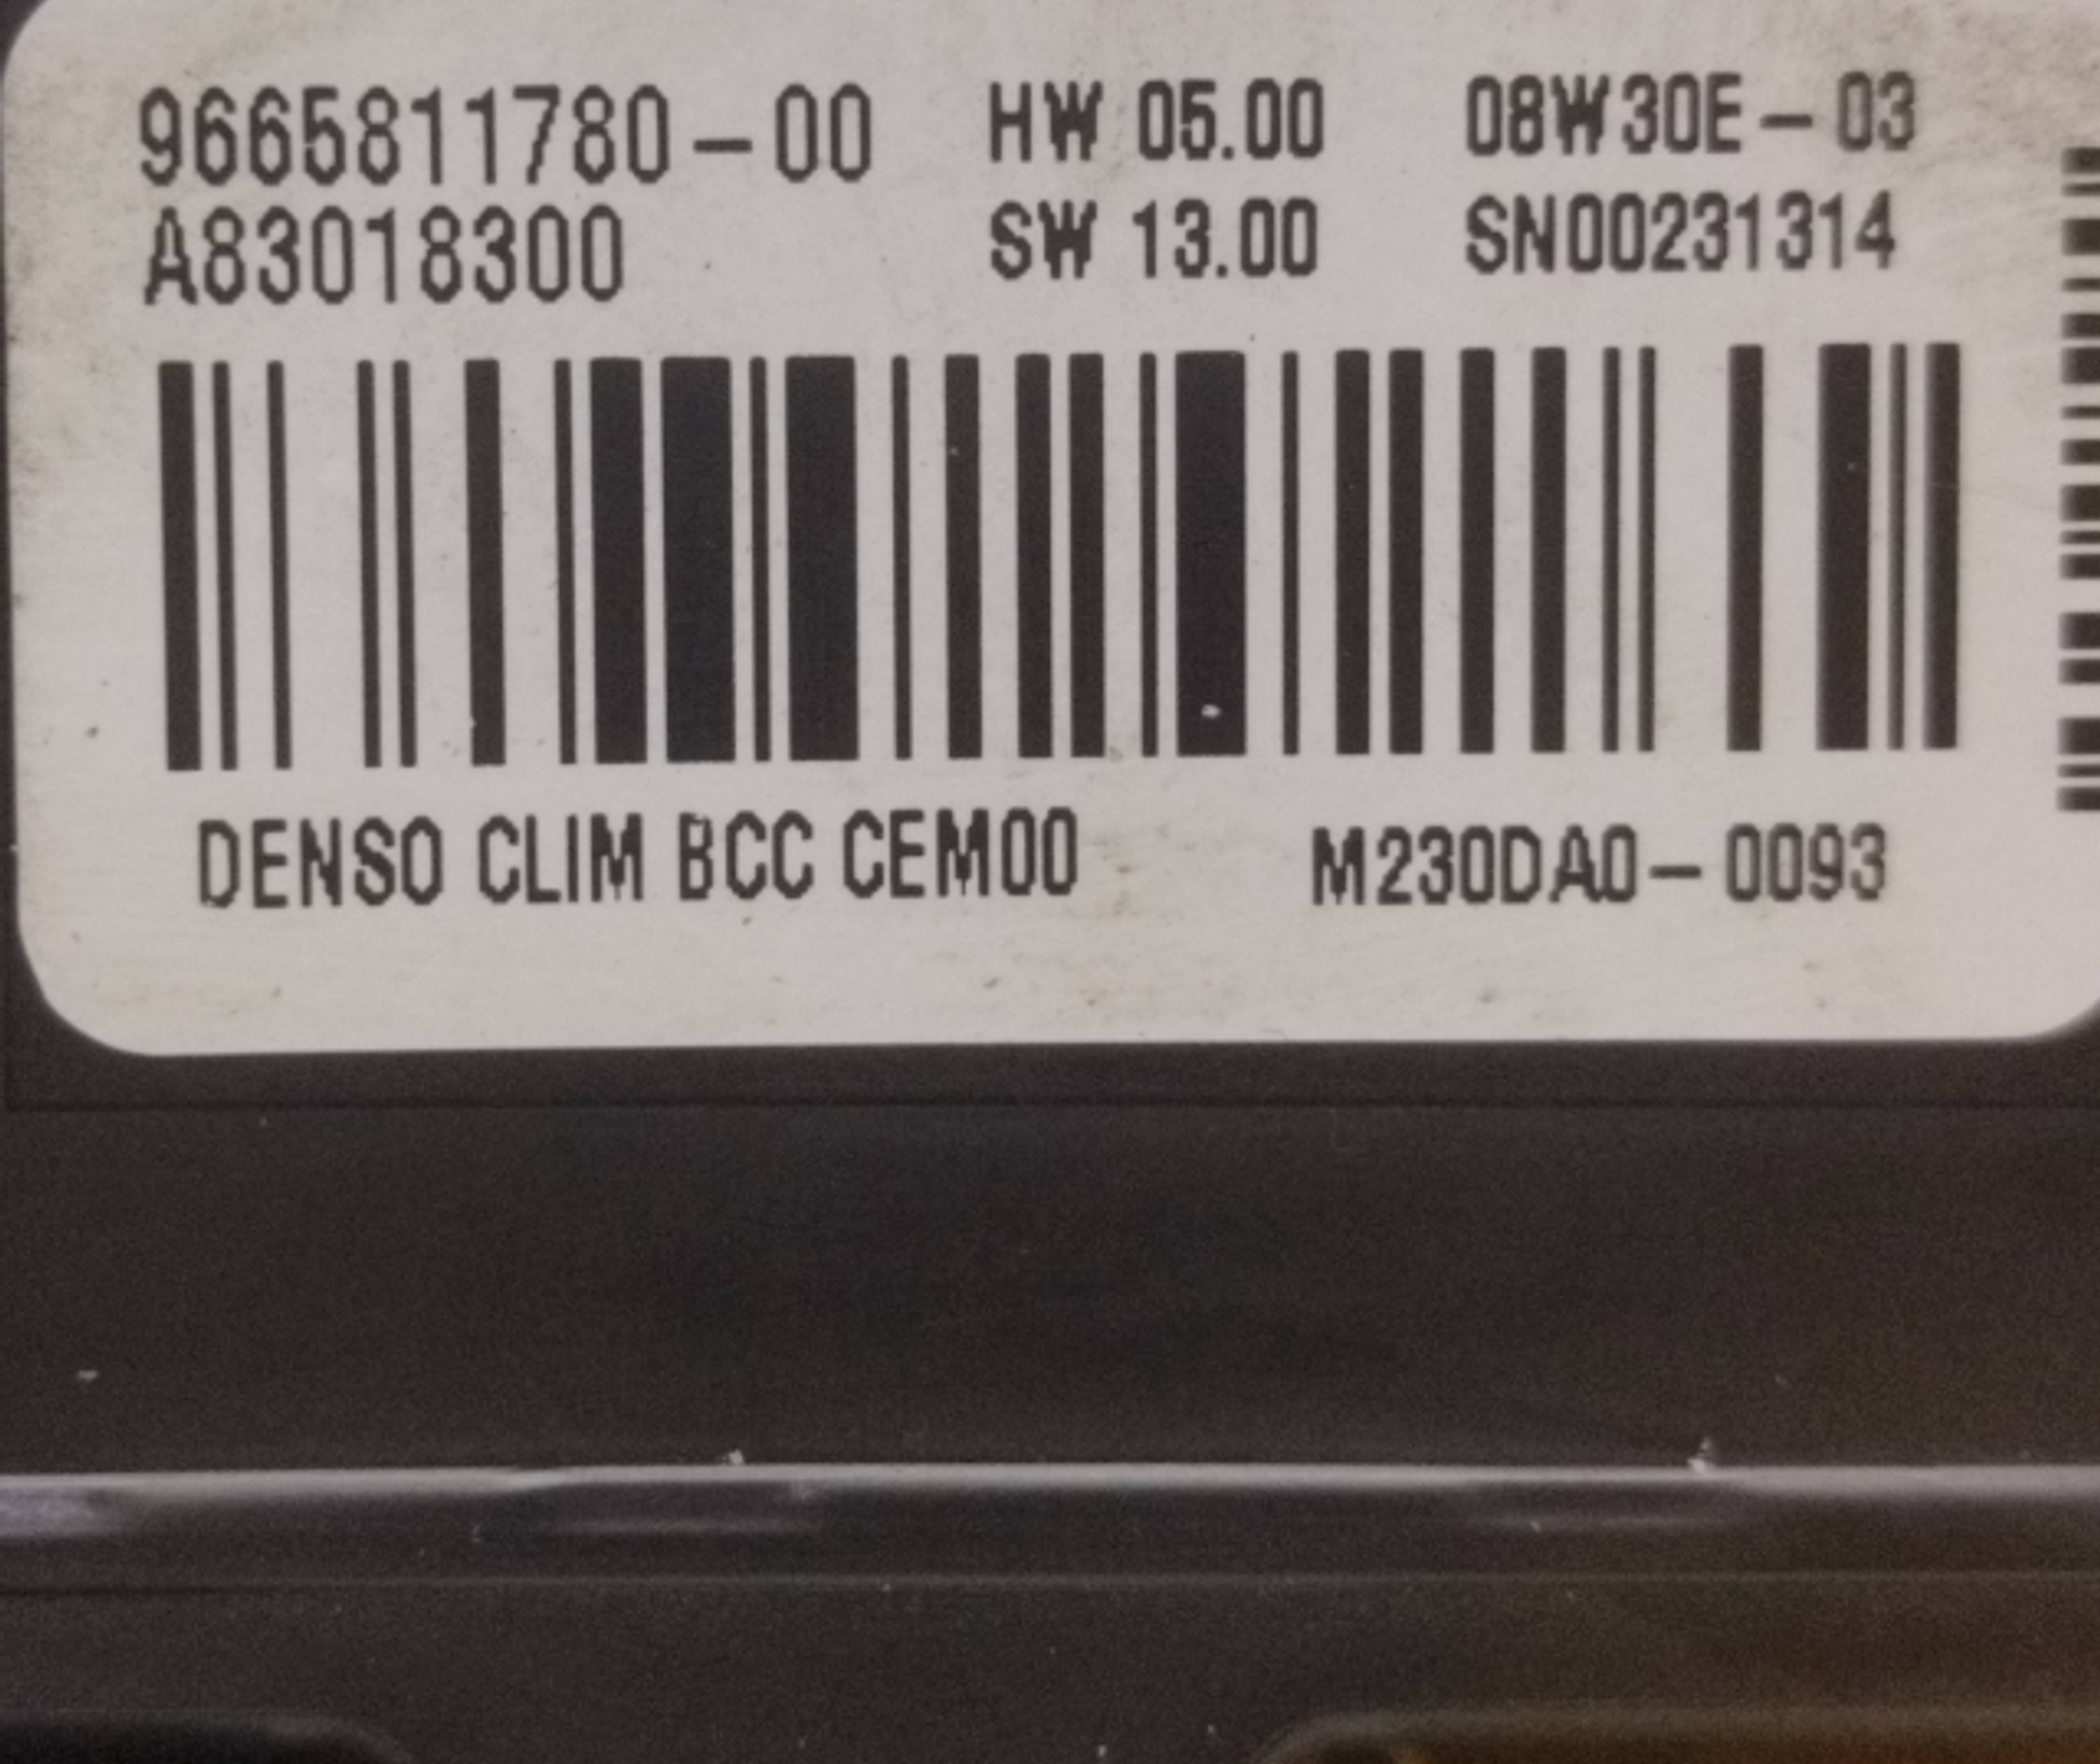 9665811780-00 HW 05.00 08W30E-03
A83018300 SW 13.00 SN00231314
DENSO CLIM BCC CEM00 M230DA0-0093